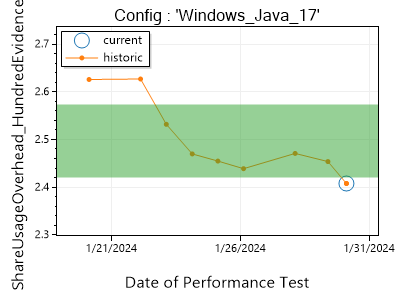 Config : 'Windows_Java_17'
current
historic
ShareUsageOverhead_HundredEvidence
2.7
2.6
2.5
2.4
2.3
1/21/2024
1/26/2024
1/31/2024
Date of Performance Test